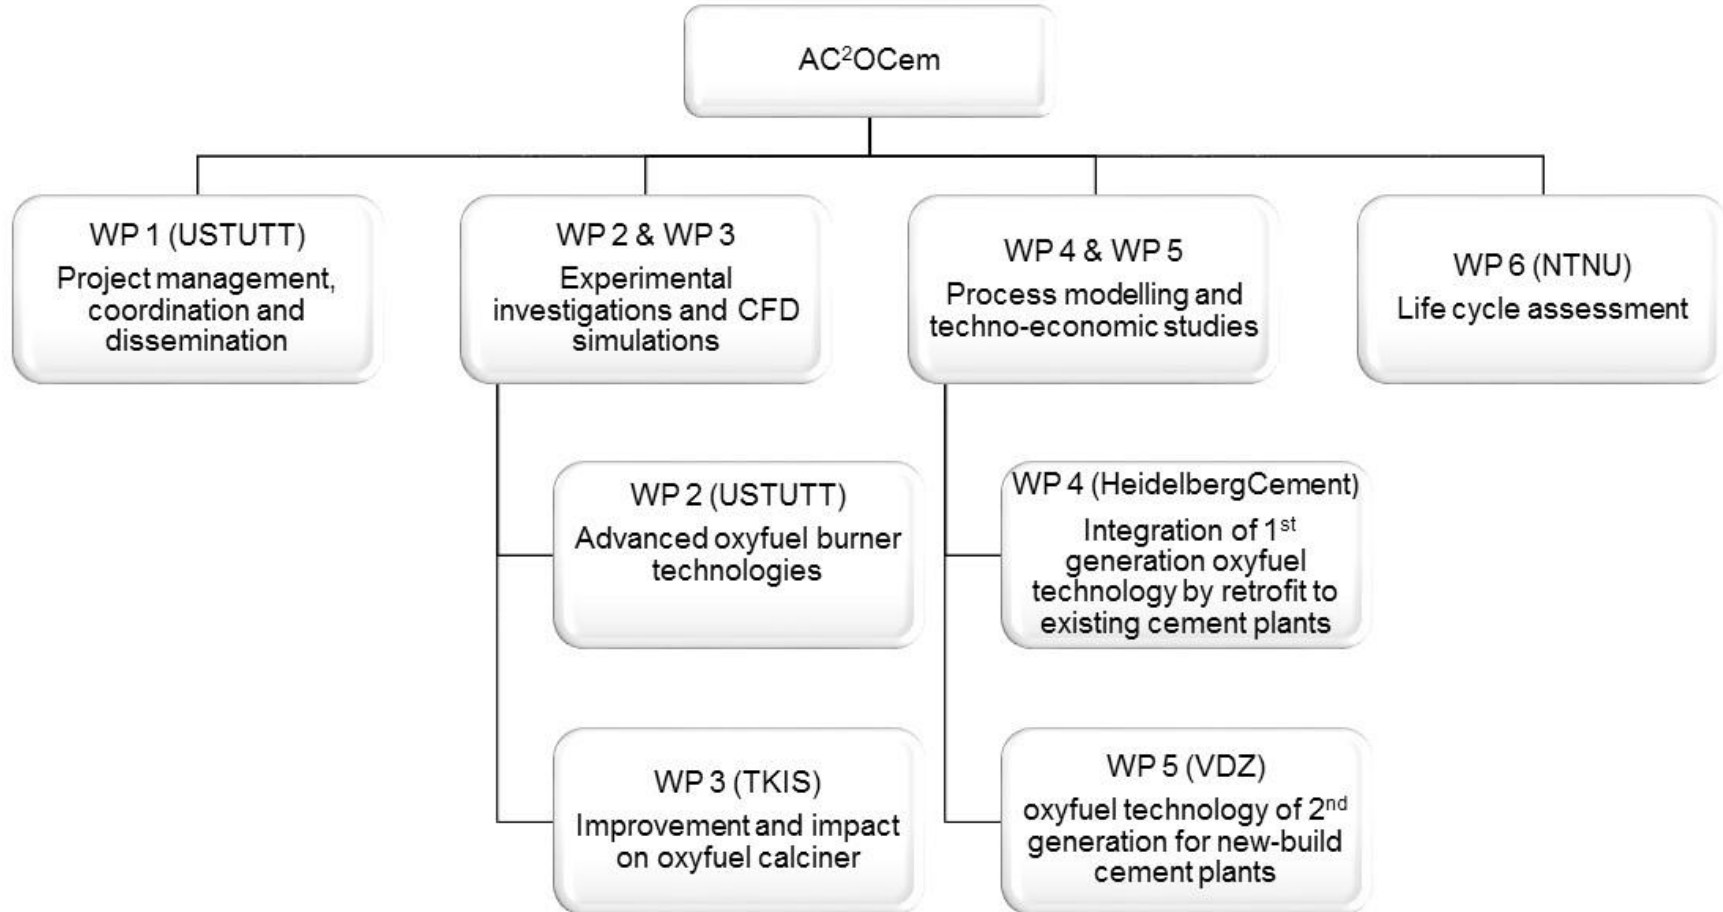 AC²OCem
WP 1 (USTUTT)
Project management,
coordination and
dissemination
WP 2 & WP 3
Experimental
investigations and CFD
simulations
WP 4 & WP 5
Process modelling and
techno-economic studies
WP 6 (NTNU)
Life cycle assessment
WP 2 (USTUTT)
Advanced oxyfuel burner
technologies
WP 3 (TKIS)
Improvement and impact
on oxyfuel calciner
WP 4 (HeidelbergCement)
Integration of 1st
generation oxyfuel
technology by retrofit to
existing cement plants
WP 5 (VDZ)
oxyfuel technology of 2nd
generation for new-build
cement plants